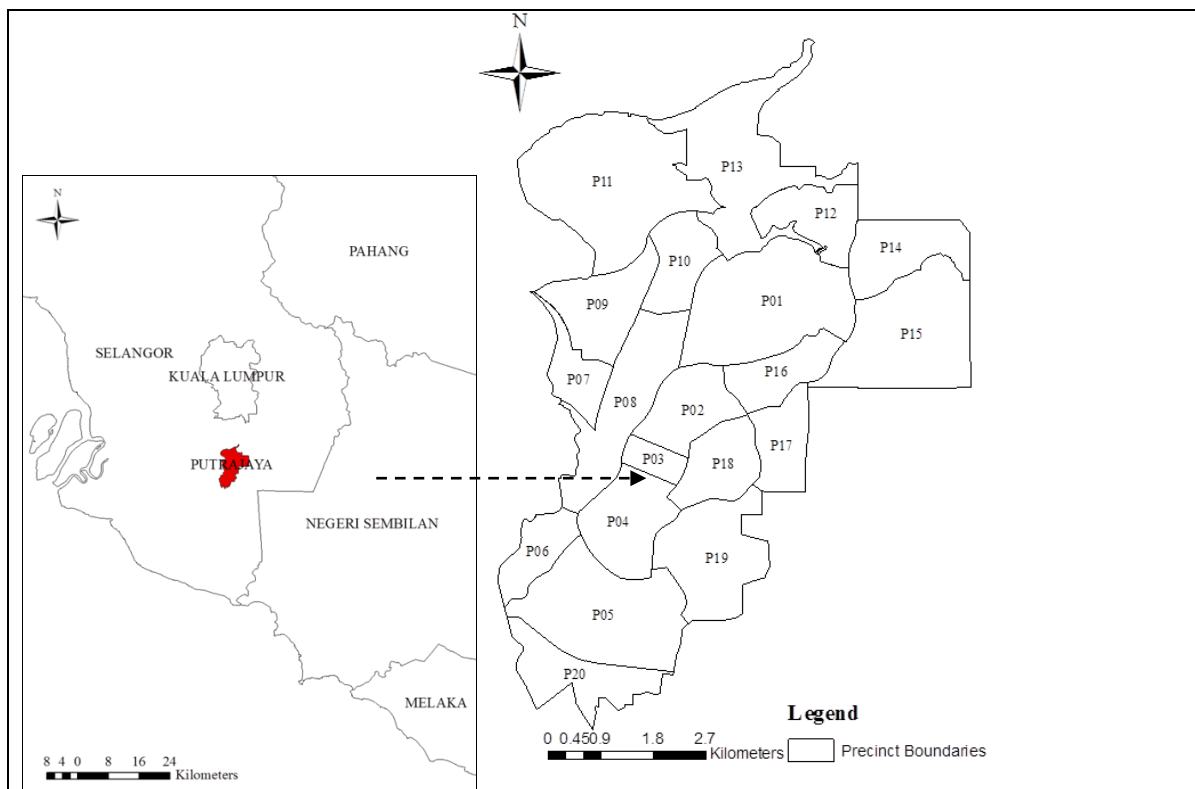 N
P13
P11
P12
P14
P10
P01
P09
P15
P16
P07
P08
P02
P17
P03
P18
P04
P06
P19
P05
P20
Legend
0 0.450.9 1.8 2.7
Kilometers
Precinct Boundaries
N
PAHANG
SELANGOR
KUALA LUMPUR
PUTRAJAYA
NEGERI SEMBILAN
MELAKA
8 4 0 8 16 24
Kilometers